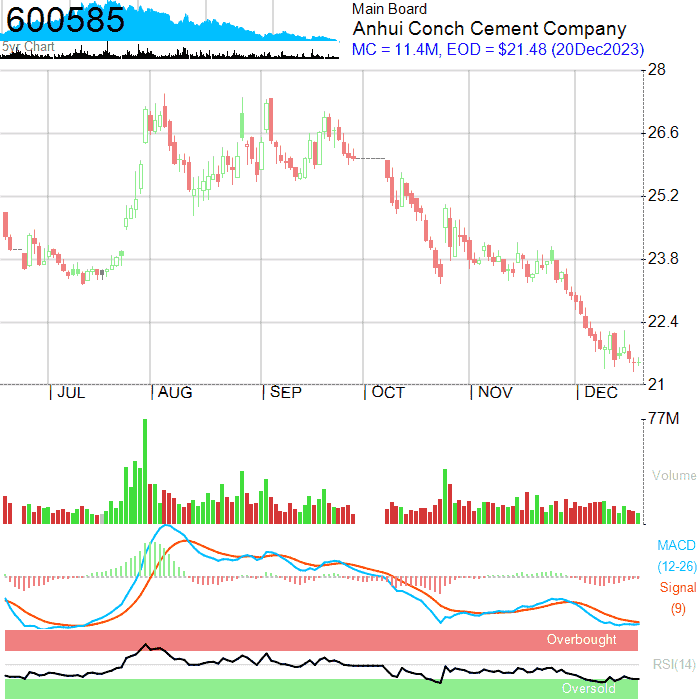 600585
5yr Chart
Main Board
Anhui Conch Cement Company
MC = 11.4M, EOD = $21.48 (20Dec2023)
28
26.6
25.2
23.8
22.4
21
JUL AUG SEP OCT NOV DEC
77M
Volume
MACD
(12-26)
Signal
(9)
Overbought
RSI(14)
Oversold